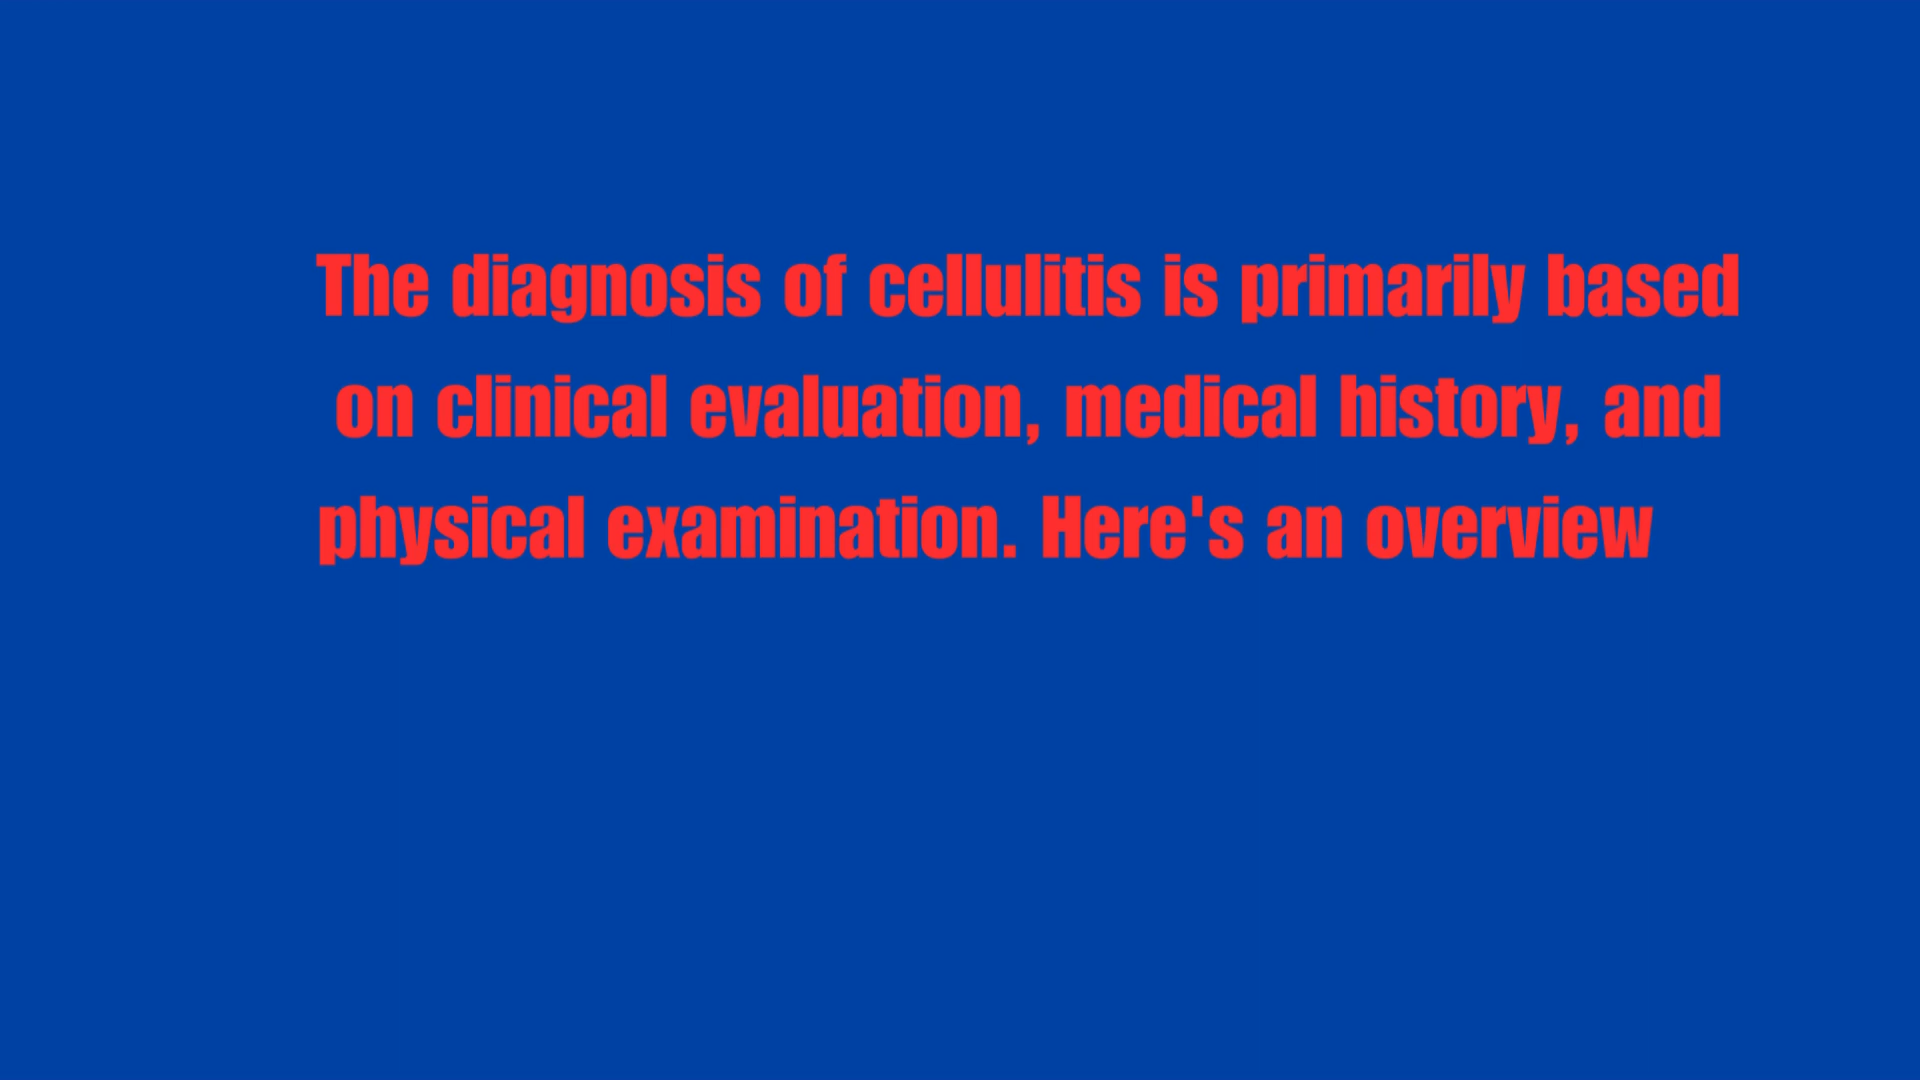 The diagnosis of cellulitis is primarily based
on clinical evaluation, medical history, and
physical examination. Here's an overview